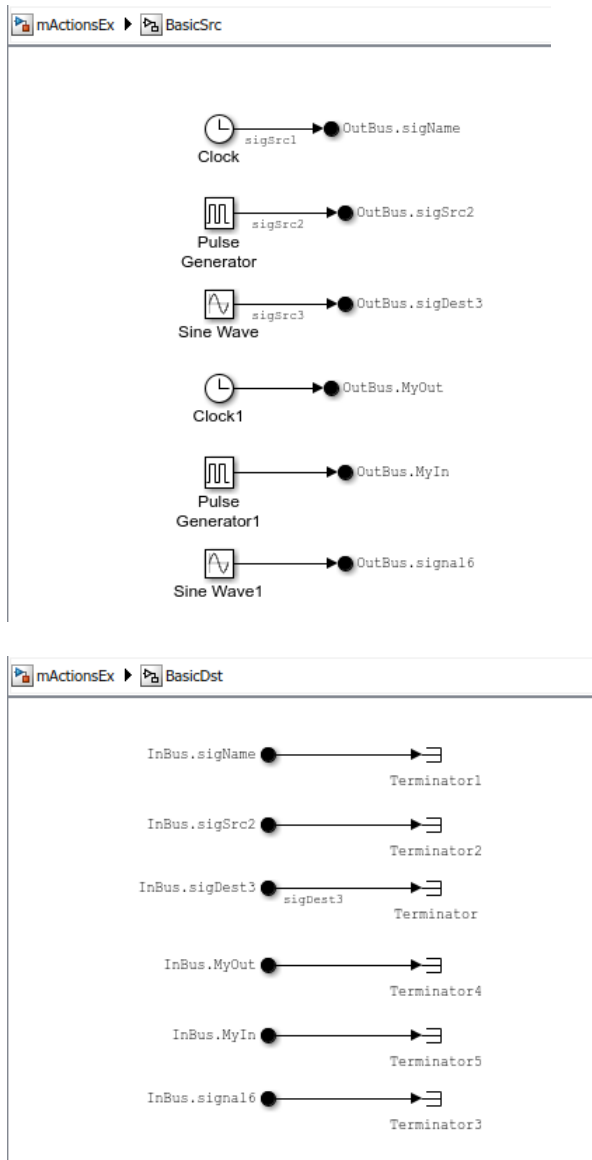 mActionsEx ▶ BasicSrc
sigSrc1
OutBus.sigName
Clock
sigSrc2
OutBus.sigSrc2
Pulse
Generator
sigSrc3
OutBus.sigDest3
Sine Wave
OutBus.MyOut
Clock1
OutBus.MyIn
Pulse
Generator1
OutBus.signal6
Sine Wave1
mActionsEx ▶ BasicDst
InBus.sigName
Terminator1
InBus.sigSrc2
Terminator2
InBus.sigDest3
sigDest3
Terminator
InBus.MyOut
Terminator4
InBus.MyIn
Terminator5
InBus.signal6
Terminator3